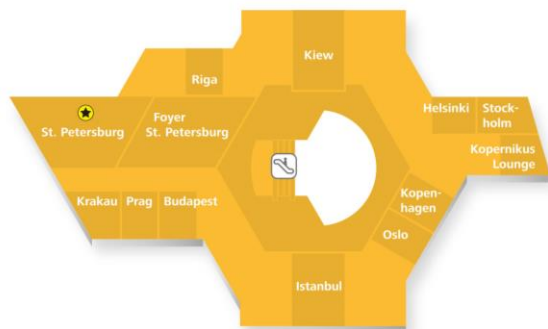 Kiew
Riga
Foyer
St. Petersburg
St. Petersburg
Helsinki
Stock-
holm
Kopernikus
Lounge
Krakau
Prag
Budapest
Kopen-
hagen
Oslo
Istanbul